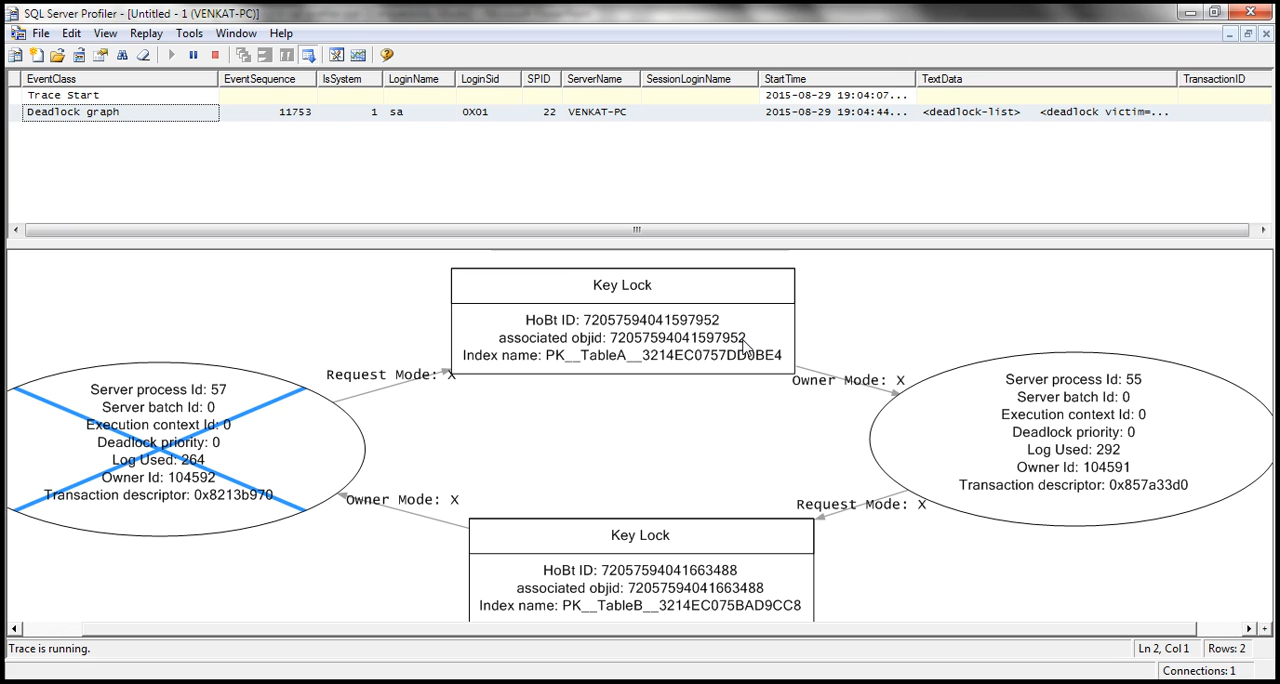 SQL Server Profiler - [Untitled - 1 (VENKAT-PC)]
File Edit View Replay Tools Window Help
EventClass EventSequence IsSystem LoginName LoginSid SPID ServerName SessionLoginName StartTime TextData TransactionID
Trace Start 2015-08-29 19:04:07...
Deadlock graph 11753 1 sa 0X01 22 VENKAT-PC 2015-08-29 19:04:44... <deadlock-list> <deadlock victim=...
Key Lock
HoBt ID: 72057594041597952
associated objid: 72057594041597952
Index name: PK__TableA__3214EC0757DD0BE4
Request Mode: X
Owner Mode: X
Server process Id: 57
Server batch Id: 0
Execution context Id: 0
Deadlock priority: 0
Log Used: 264
Owner Id: 104592
Transaction descriptor: 0x8213b970
Server process Id: 55
Server batch Id: 0
Execution context Id: 0
Deadlock priority: 0
Log Used: 292
Owner Id: 104591
Transaction descriptor: 0x857a33d0
Owner Mode: X
Request Mode: X
Key Lock
HoBt ID: 72057594041663488
associated objid: 72057594041663488
Index name: PK__TableB__3214EC075BAD9CC8
Trace is running.
Ln 2, Col 1
Rows: 2
Connections: 1